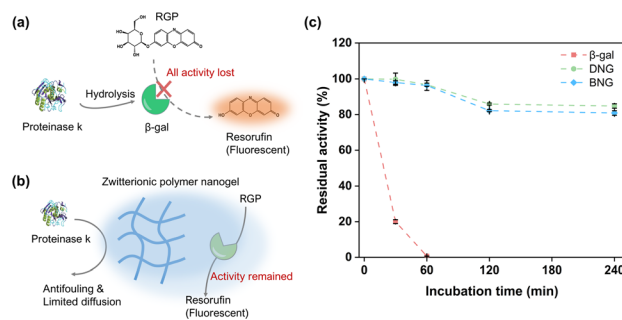 (a)
RGP
All activity lost
Hydrolysis
Proteinase k
β-gal
Resorufin
(Fluorescent)
(b)
Zwitterionic polymer nanogel
RGP
Proteinase k
Activity remained
Antifouling &
Limited diffusion
Resorufin
(Fluorescent)
(c)
β-gal
DNG
BNG
Residual activity (%)
120
100
80
60
40
20
0
0
60
120
180
240
Incubation time (min)